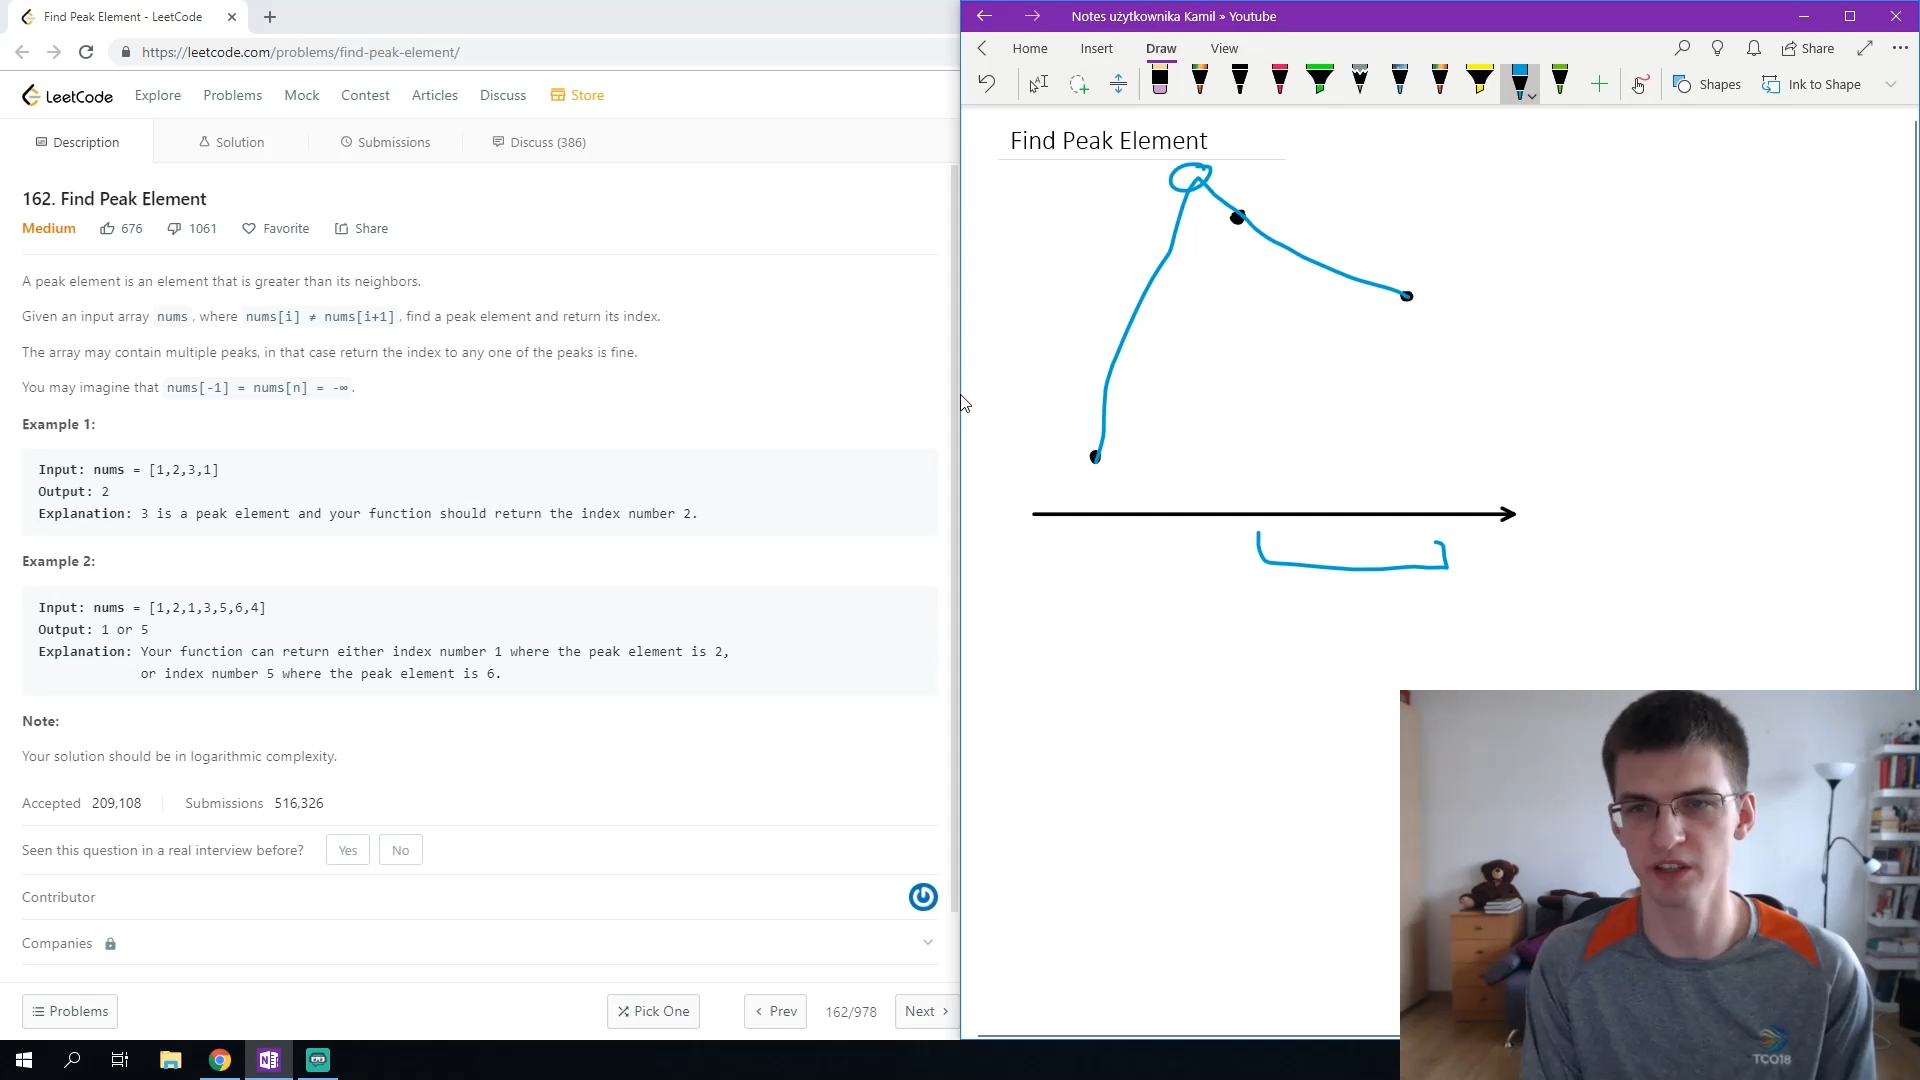 Find Peak Element - LeetCode
https://leetcode.com/problems/find-peak-element/
LeetCode Explore Problems Mock Contest Articles Discuss Store
Description Solution Submissions Discuss (386)
162. Find Peak Element
Medium 676 1061 Favorite Share
A peak element is an element that is greater than its neighbors.
Given an input array nums, where nums[i] ≠ nums[i+1], find a peak element and return its index.
The array may contain multiple peaks, in that case return the index to any one of the peaks is fine.
You may imagine that nums[-1] = nums[n] = -∞.
Example 1:
Input: nums = [1,2,3,1]
Output: 2
Explanation: 3 is a peak element and your function should return the index number 2.
Example 2:
Input: nums = [1,2,1,3,5,6,4]
Output: 1 or 5
Explanation: Your function can return either index number 1 where the peak element is 2,
or index number 5 where the peak element is 6.
Note:
Your solution should be in logarithmic complexity.
Accepted 209,108 Submissions 516,326
Seen this question in a real interview before? Yes No
Contributor
Companies
Problems Pick One Prev 162/978 Next
Notes użytkownika Kamil » Youtube
Home Insert Draw View Share
Shapes Ink to Shape
Find Peak Element
TCO18